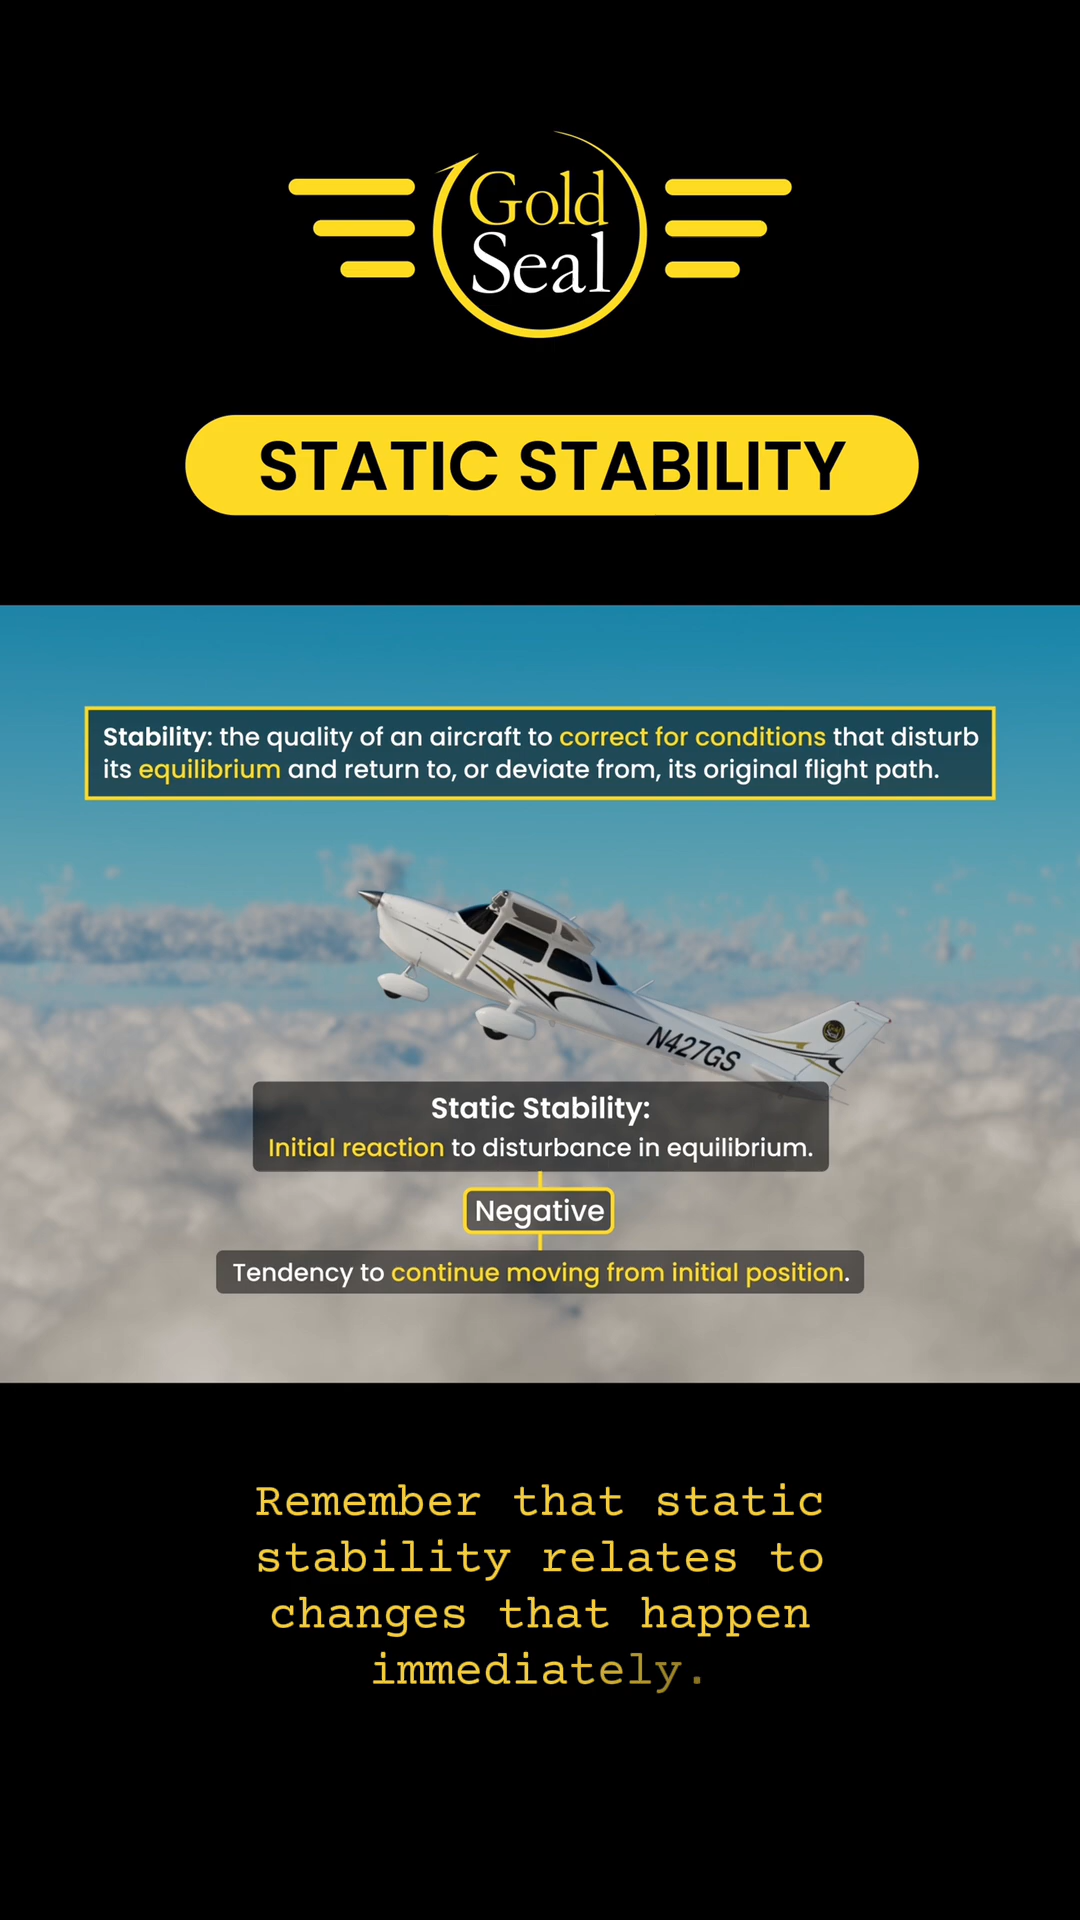 Gold
Seal
STATIC STABILITY
Stability: the quality of an aircraft to correct for conditions that disturb
its equilibrium and return to, or deviate from, its original flight path.
N427GS
Static Stability:
Initial reaction to disturbance in equilibrium.
Negative
Tendency to continue moving from initial position.
Remember that static
stability relates to
changes that happen
immediately.